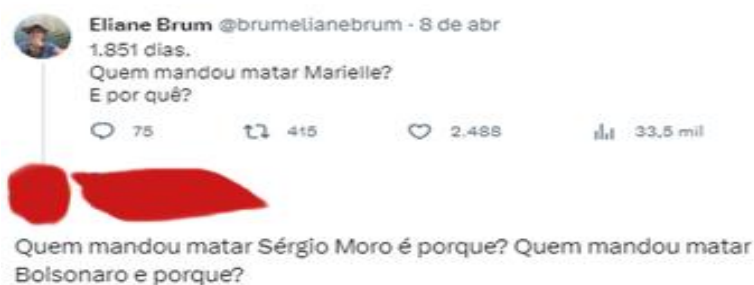 Eliane Brum @brumelianebrum · 8 de abr
1.851 dias.
Quem mandou matar Marielle?
E por quê?
75 415 2.488 33,5 mil
Quem mandou matar Sérgio Moro é porque? Quem mandou matar
Bolsonaro e porque?